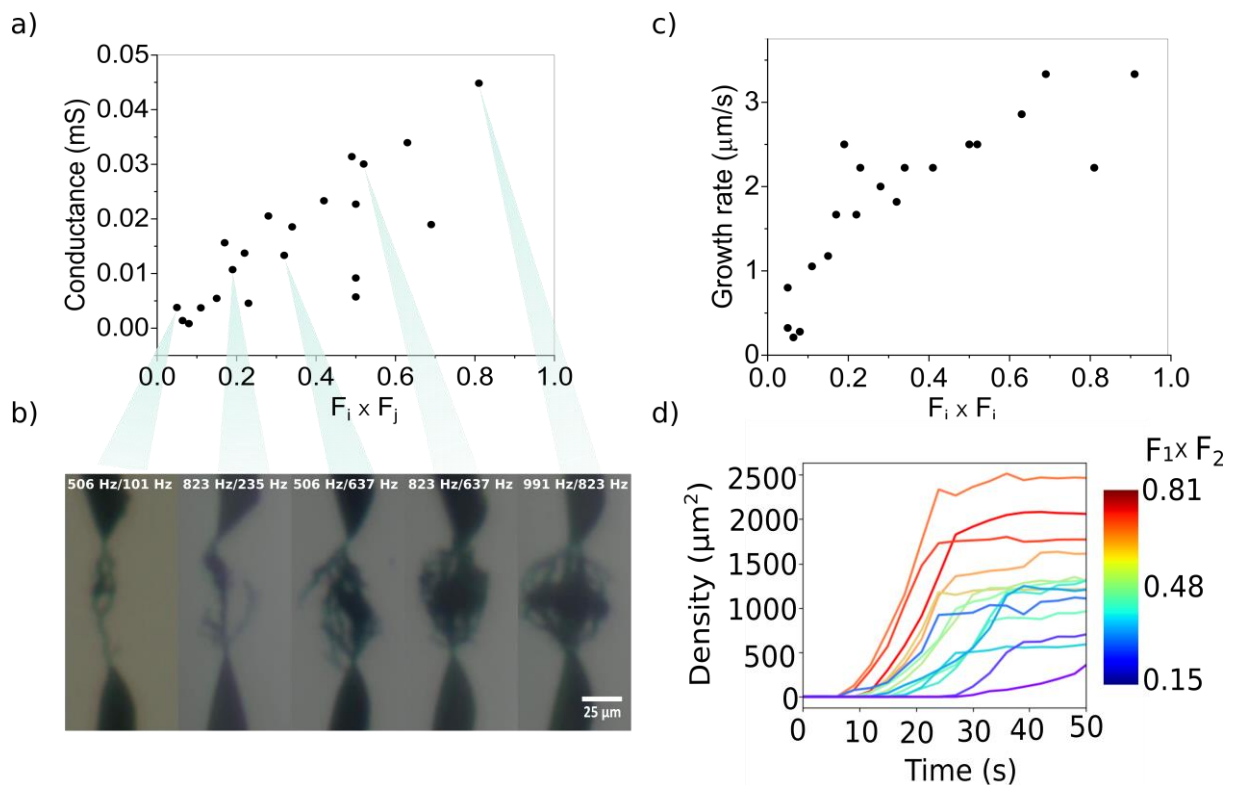 a)
0.05
0.04
0.03
0.02
0.01
0.00
Conductance (mS)
0.0 0.2 0.4 0.6 0.8 1.0
Fi x Fj
c)
3
2
1
0
Growth rate (μm/s)
0.0 0.2 0.4 0.6 0.8 1.0
Fi x Fj
b)
506 Hz/101 Hz 823 Hz/235 Hz 506 Hz/637 Hz 823 Hz/637 Hz 991 Hz/823 Hz
25 μm
d)
2500
2000
1500
1000
500
0
Density (μm²)
0 10 20 30 40 50
Time (s)
F₁x F₂
0.81
0.48
0.15